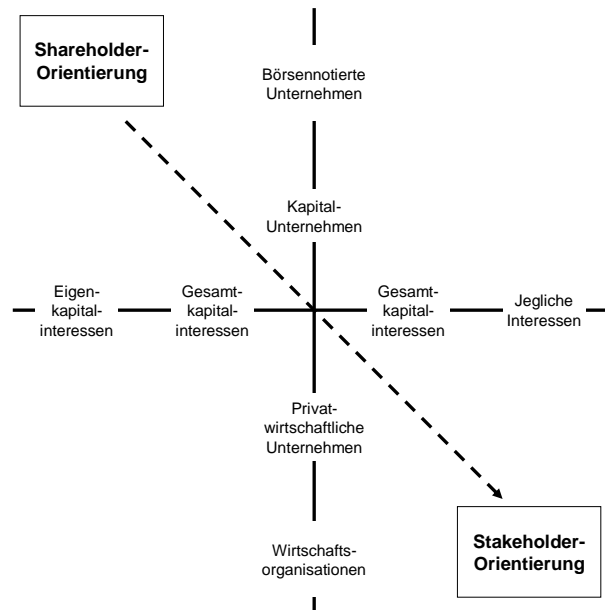 Shareholder-
Orientierung
Börsennotierte
Unternehmen
Kapital-
Unternehmen
Eigen-
kapital-
interessen
Gesamt-
kapital-
interessen
Gesamt-
kapital-
interessen
Jegliche
Interessen
Privat-
wirtschaftliche
Unternehmen
Wirtschafts-
organisationen
Stakeholder-
Orientierung